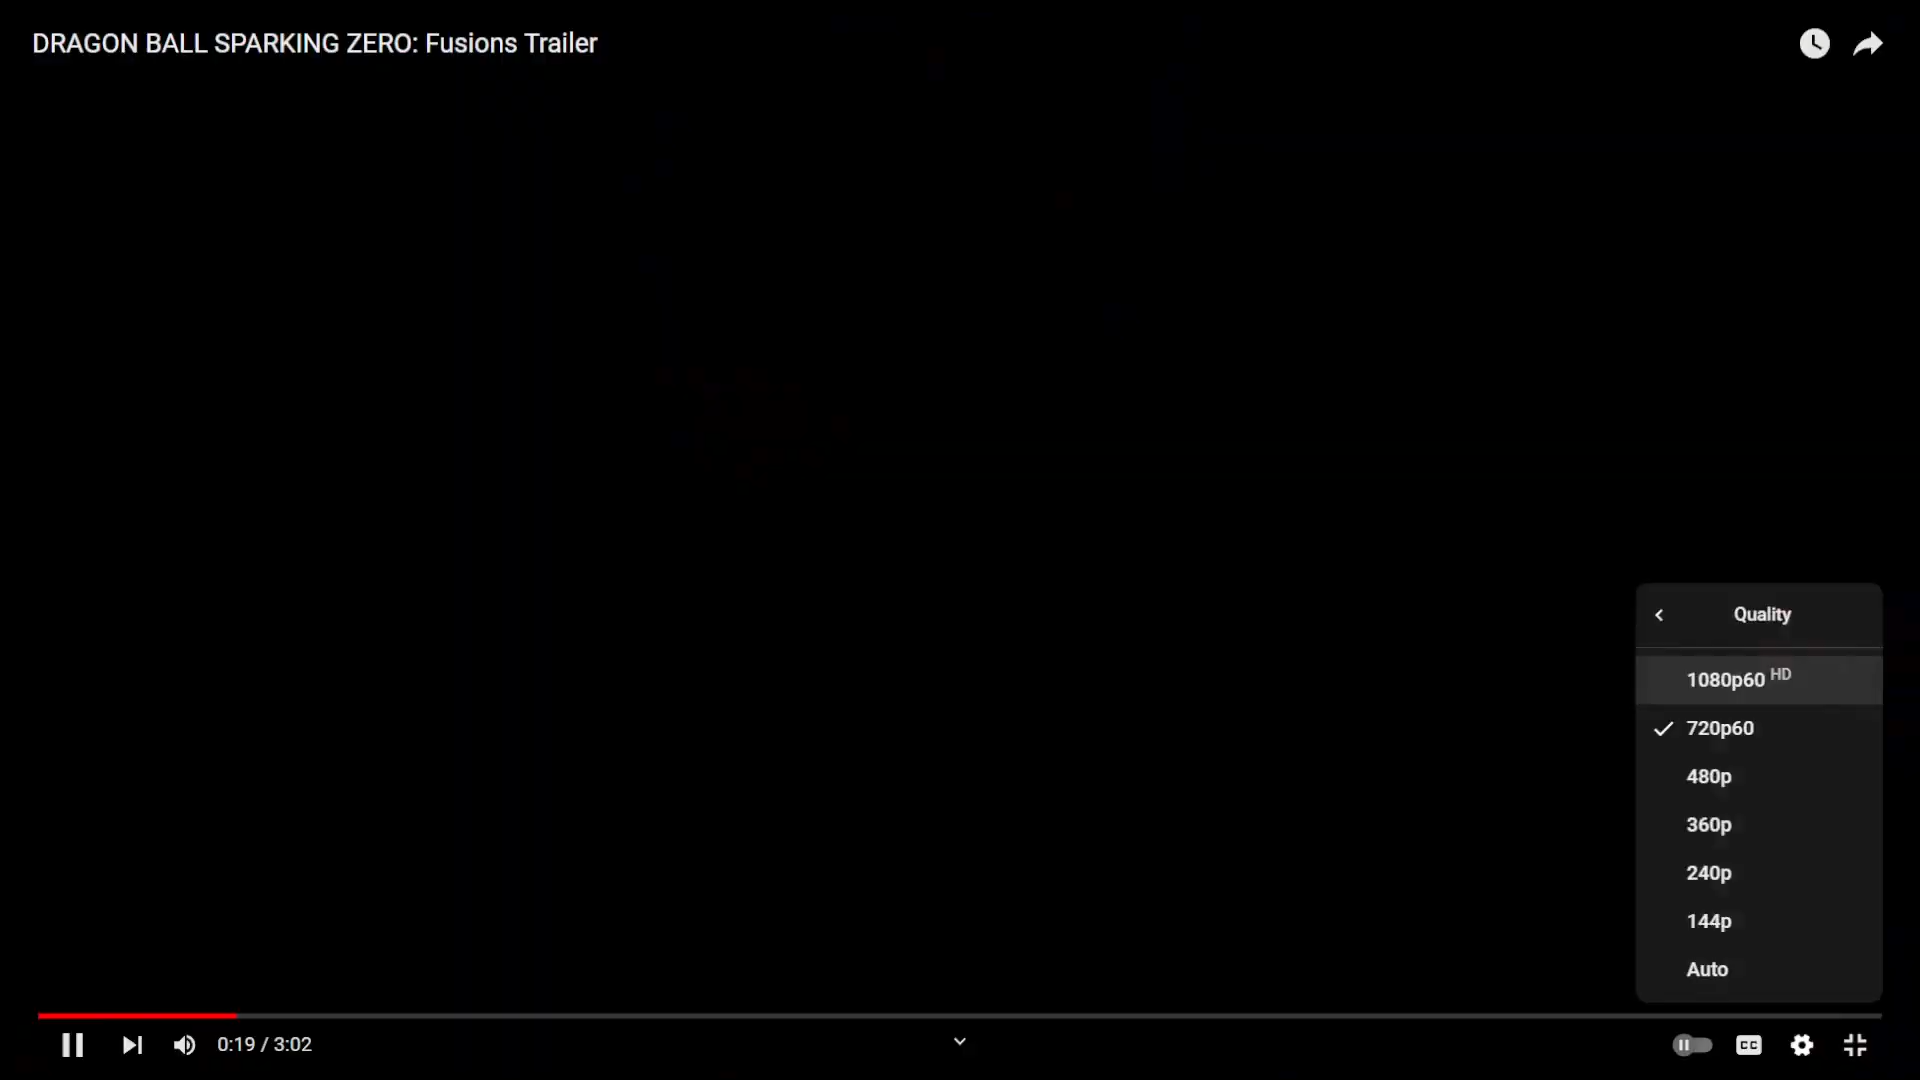 DRAGON BALL SPARKING ZERO: Fusions Trailer
Quality
1080p60 HD
720p60
480p
360p
240p
144p
Auto
0:19 / 3:02
CC